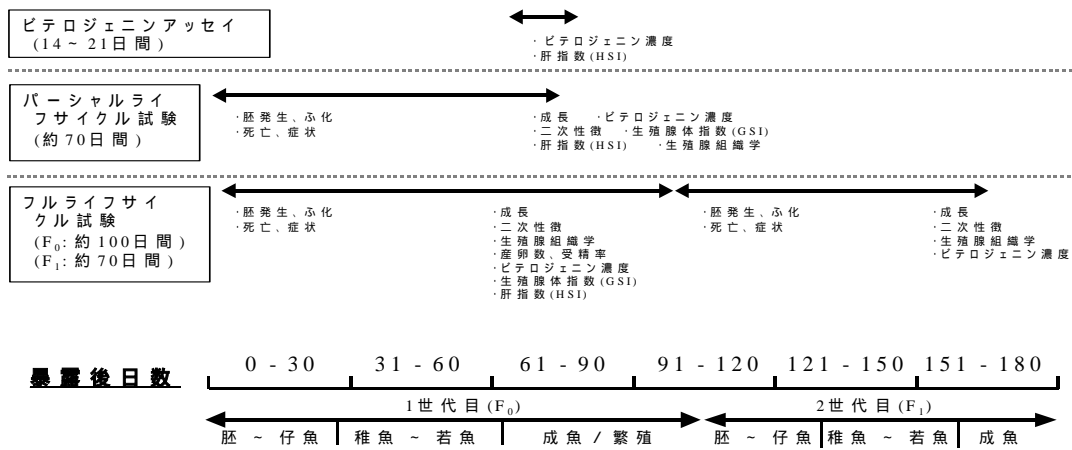 ビテロジェニンアッセイ
(14~21日間)
・ビテロジェニン濃度
・肝指数(HSI)
パーシャルライ
フサイクル試験
(約70日間)
・胚発生、ふ化
・死亡、症状
・成長 ・ビテロジェニン濃度
・二次性徴 ・生殖腺体指数(GSI)
・肝指数(HSI) ・生殖腺組織学
フルライフサイ
クル試験
(F₀: 約100日間)
(F₁: 約70日間)
・胚発生、ふ化
・死亡、症状
・成長
・二次性徴
・生殖腺組織学
・産卵数、受精率
・ビテロジェニン濃度
・生殖腺体指数(GSI)
・肝指数(HSI)
・胚発生、ふ化
・死亡、症状
・成長
・二次性徴
・生殖腺組織学
・ビテロジェニン濃度
暴露後日数
0 - 30 31 - 60 61 - 90 91 - 120 121 - 150 151 - 180
1世代目(F₀) 2世代目(F₁)
胚 ~ 仔魚 稚魚 ~ 若魚 成魚 / 繁殖 胚 ~ 仔魚 稚魚 ~ 若魚 成魚